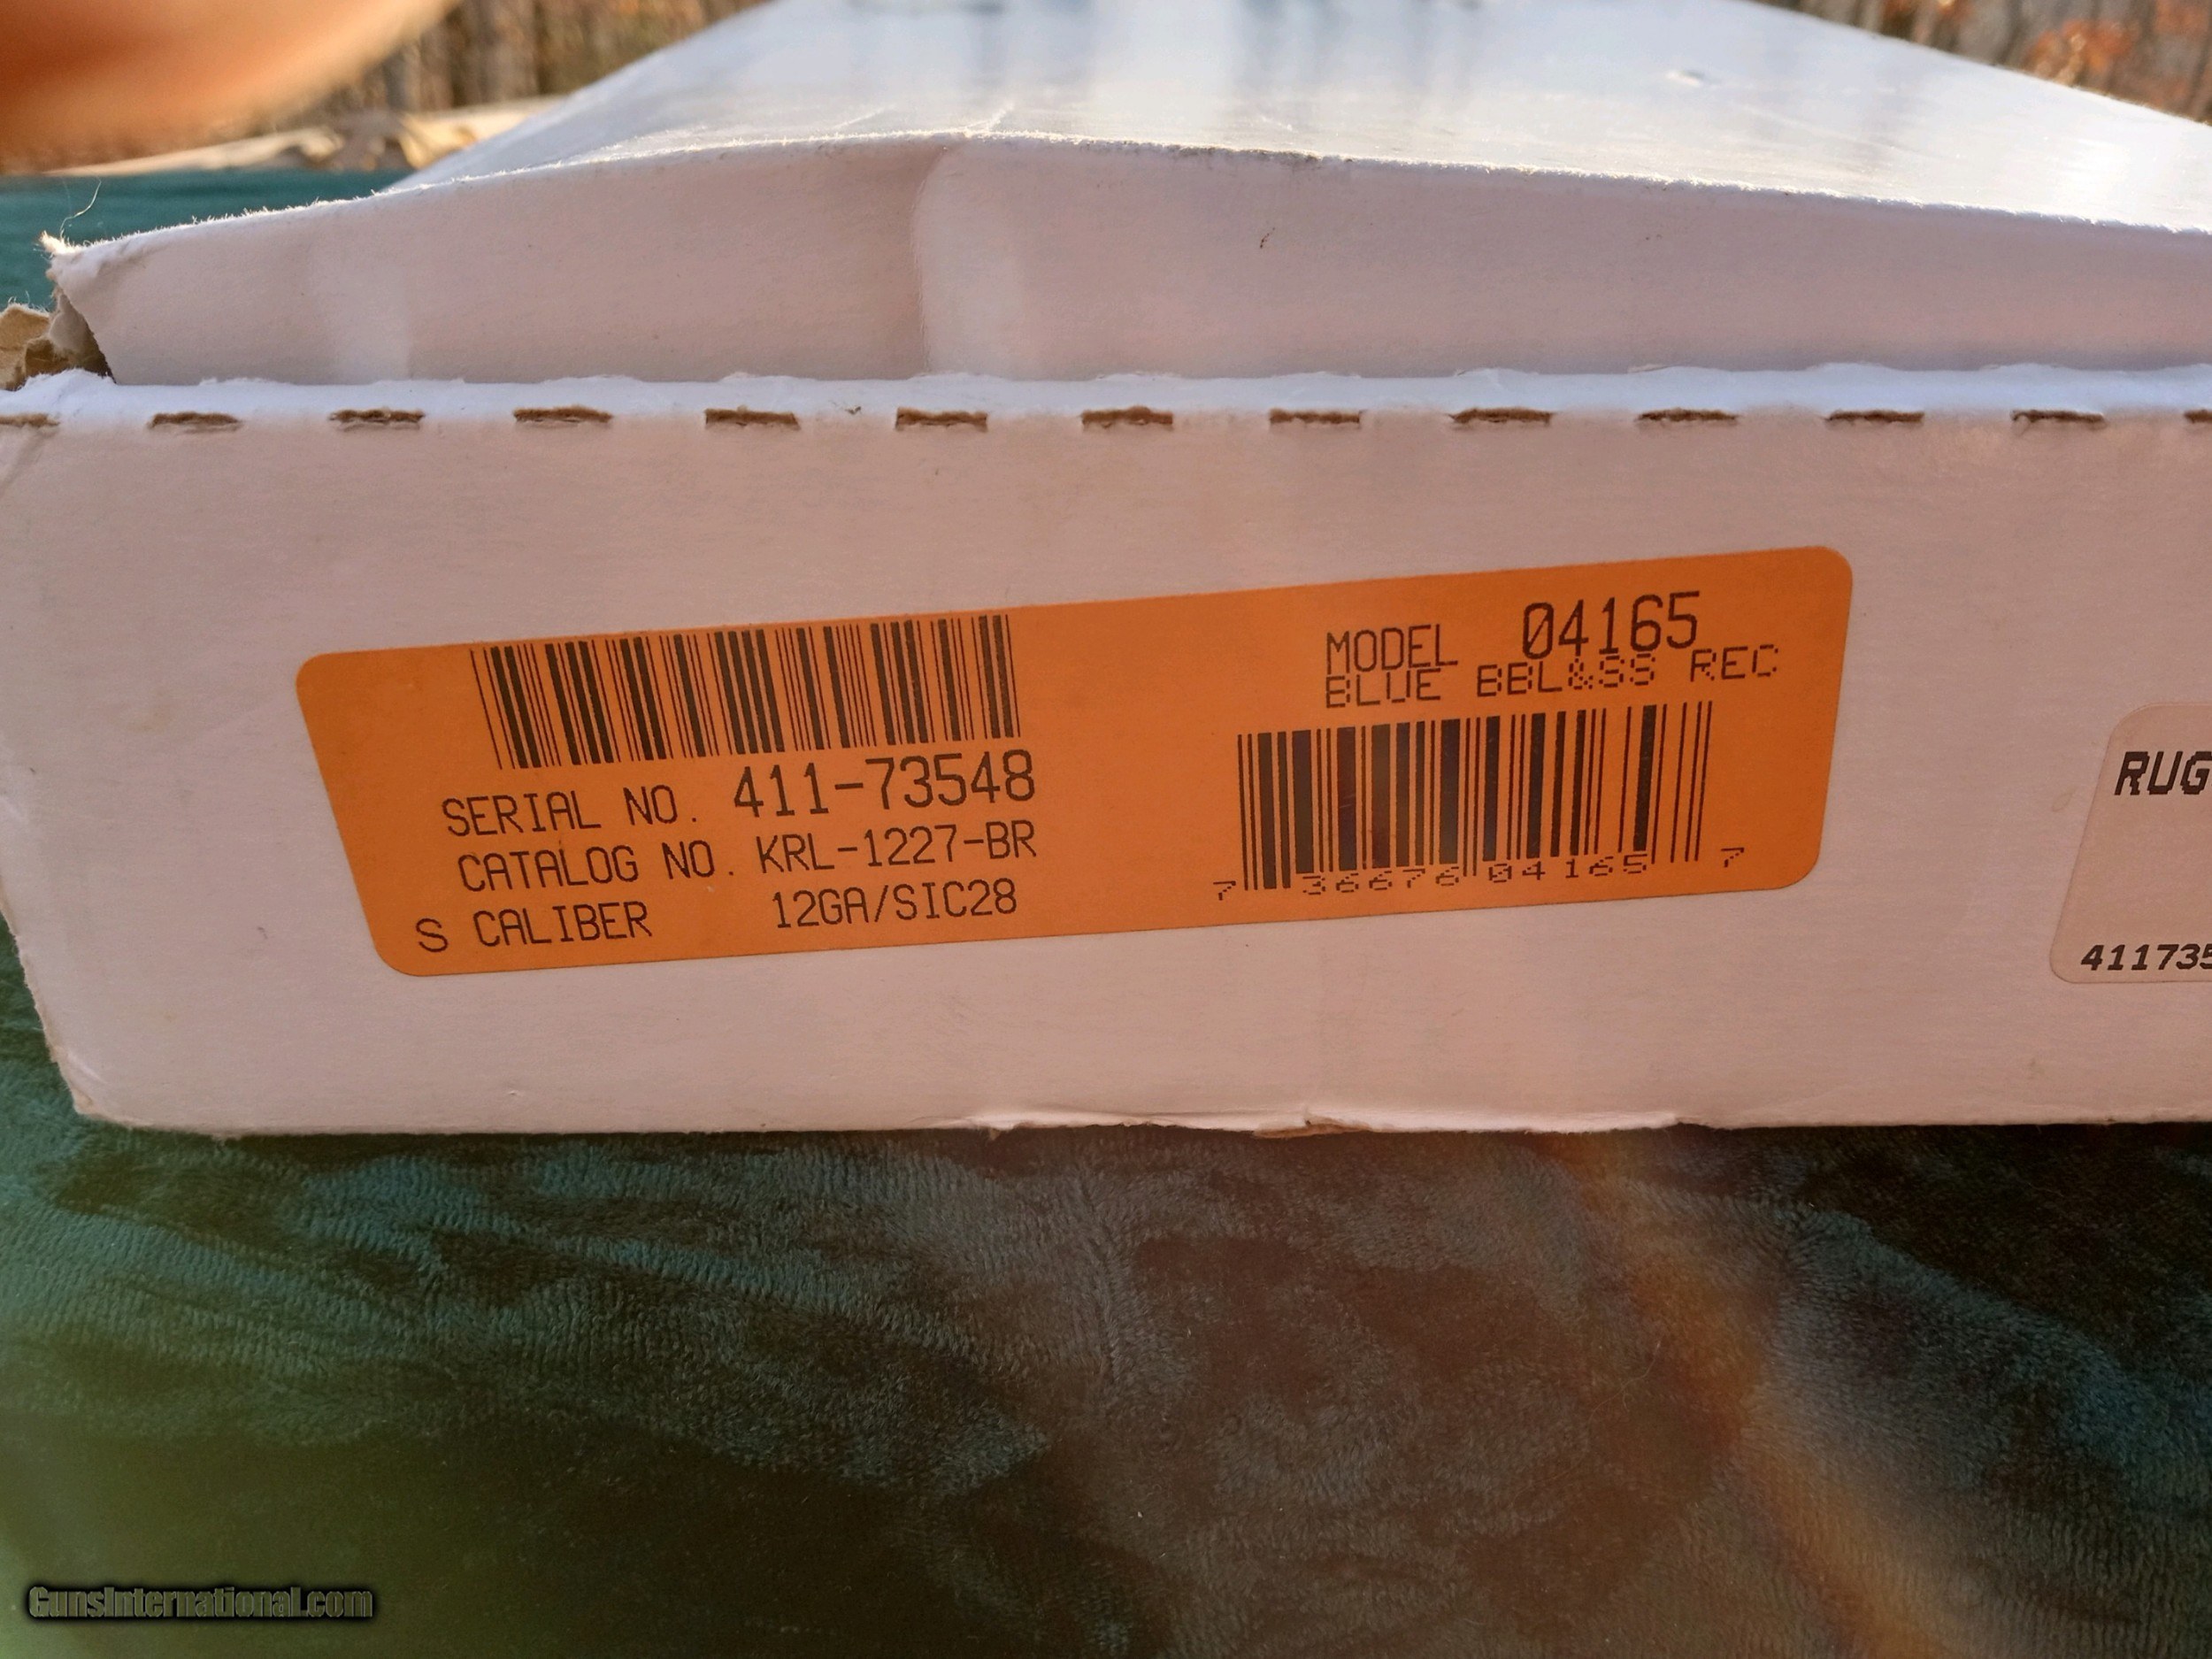 SERIAL NO. 411-73548
CATALOG NO. KRL-1227-BR
S CALIBER 12GA/SIC28
MODEL 04165
BLUE BBL&SS REC
7 36676 04165 7
RUG
411735
GunsInternational.com